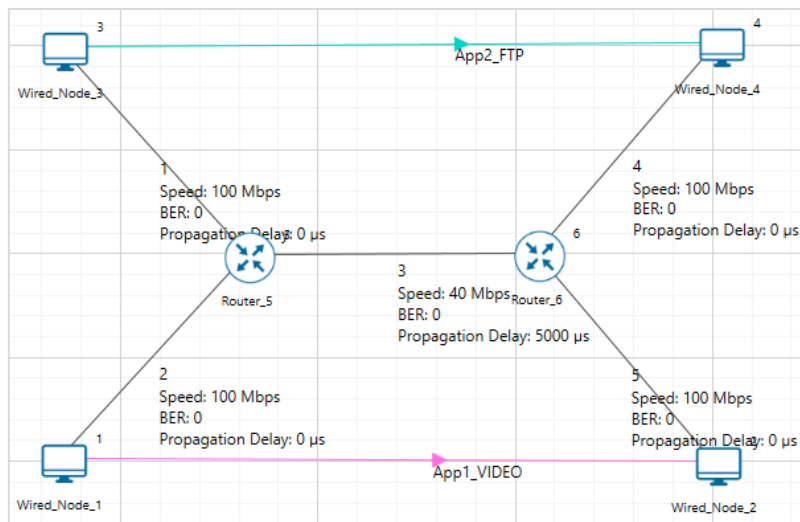 3
4
App2_FTP
Wired_Node_3
Wired_Node_4
1
Speed: 100 Mbps
BER: 0
Propagation Delay: 0 µs
4
Speed: 100 Mbps
BER: 0
Propagation Delay: 0 µs
6
3
Speed: 40 Mbps
BER: 0
Propagation Delay: 5000 µs
Router_5
Router_6
2
Speed: 100 Mbps
BER: 0
Propagation Delay: 0 µs
5
Speed: 100 Mbps
BER: 0
Propagation Delay: 0 µs
1
App1_VIDEO
Wired_Node_1
Wired_Node_2